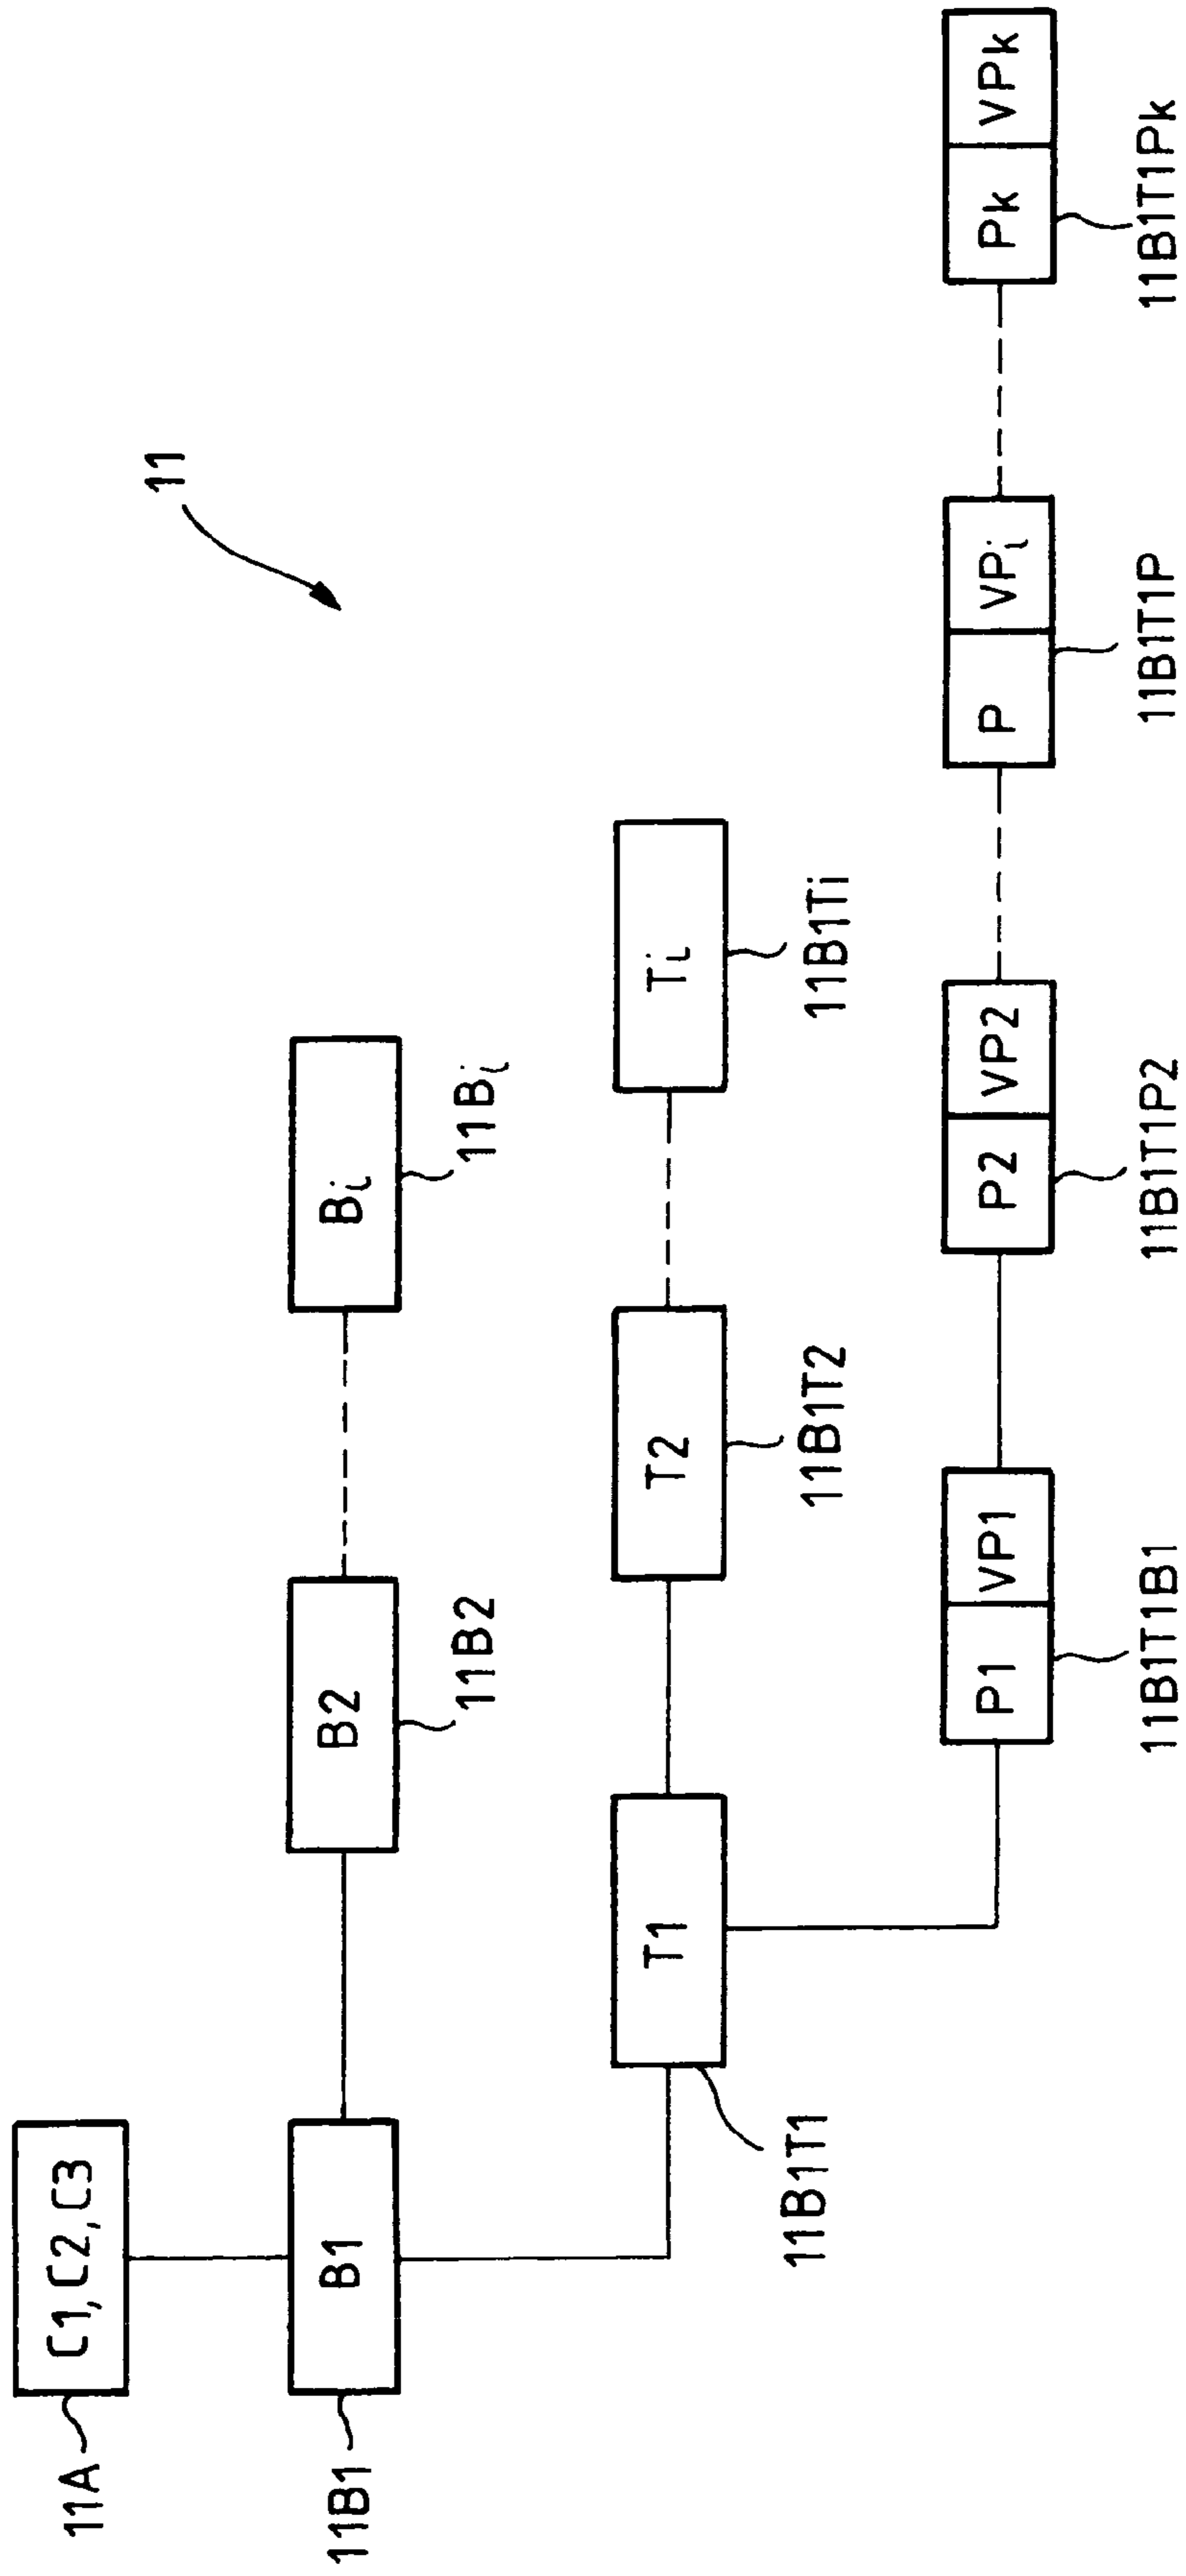 11
11A
C1, C2, C3
B1
11B1
B2
11B2
Bi
11Bi
T1
11B1T1
T2
11B1T2
Ti
11B1Ti
P1 VP1
11B1T1B1
P2 VP2
11B1T1P2
P VPi
11B1T1P
Pk VPk
11B1T1Pk